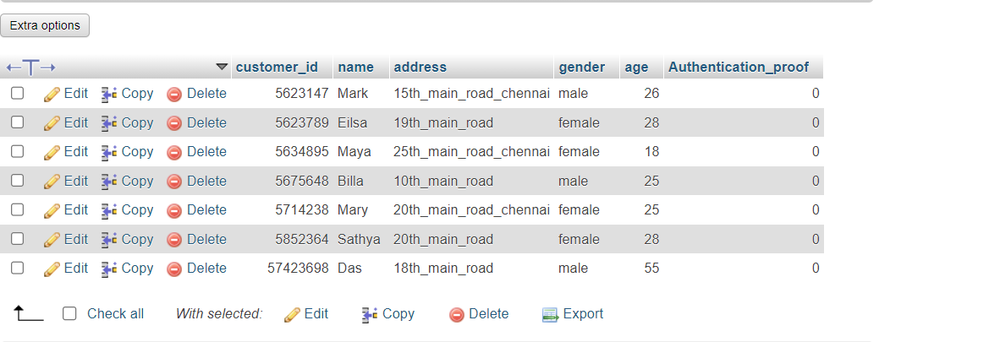 Extra options
←T→ customer_id name address gender age Authentication_proof
Edit Copy Delete 5623147 Mark 15th_main_road_chennai male 26 0
Edit Copy Delete 5623789 Eilsa 19th_main_road female 28 0
Edit Copy Delete 5634895 Maya 25th_main_road_chennai female 18 0
Edit Copy Delete 5675648 Billa 10th_main_road male 25 0
Edit Copy Delete 5714238 Mary 20th_main_road_chennai female 25 0
Edit Copy Delete 5852364 Sathya 20th_main_road female 28 0
Edit Copy Delete 57423698 Das 18th_main_road male 55 0
Check all With selected: Edit Copy Delete Export